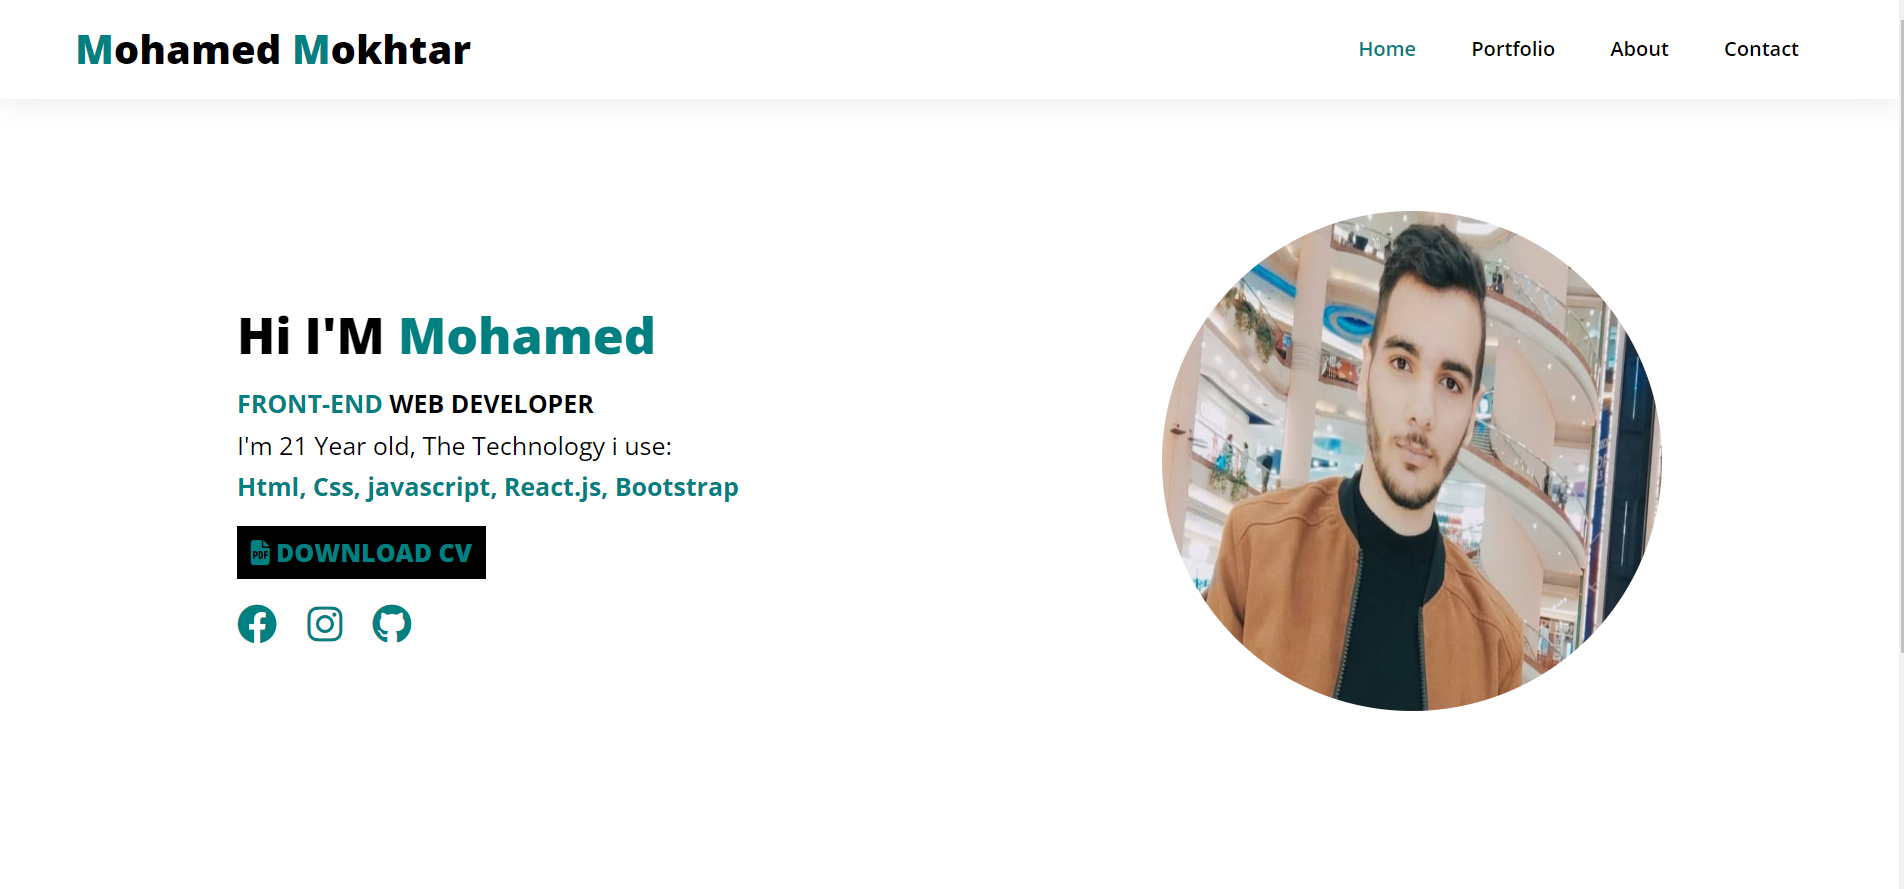 Mohamed Mokhtar
Home Portfolio About Contact
Hi I'M Mohamed
FRONT-END WEB DEVELOPER
I'm 21 Year old, The Technology i use:
Html, Css, javascript, React.js, Bootstrap
PDF DOWNLOAD CV